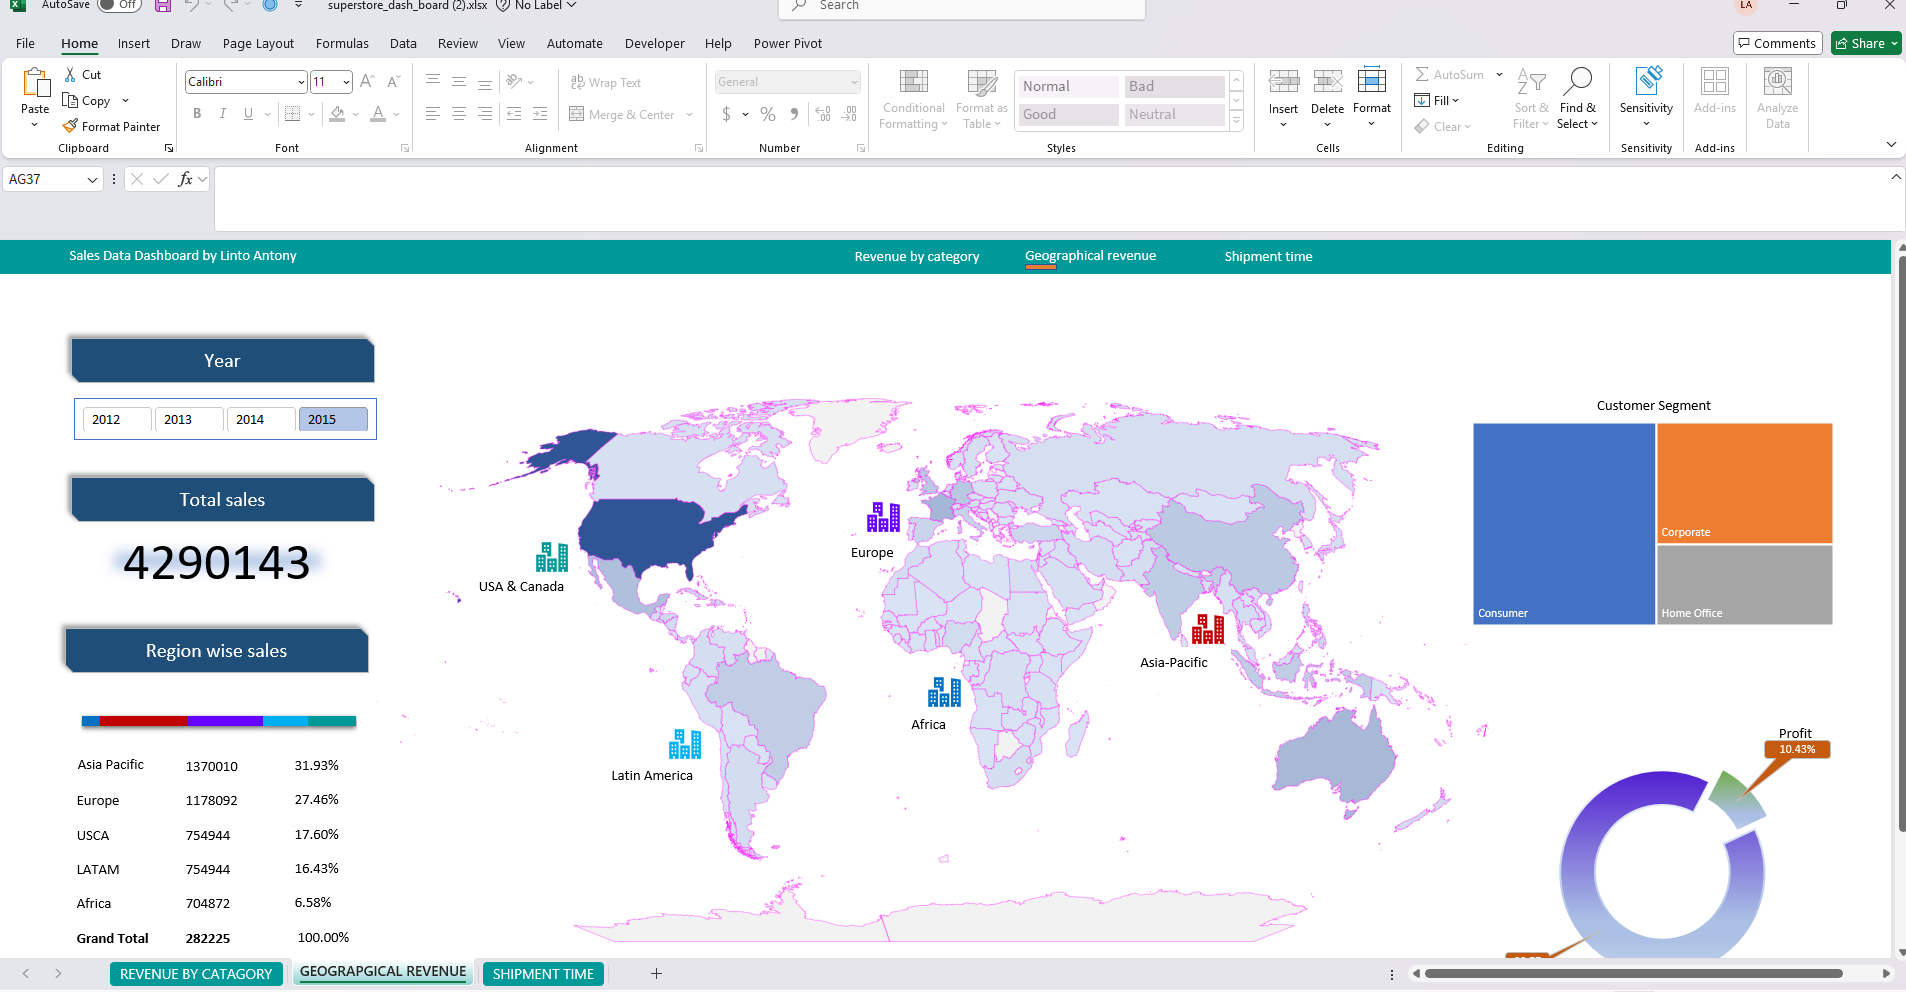 AutoSave Off superstore_dash_board (2).xlsx No Label Search LA
File Home Insert Draw Page Layout Formulas Data Review View Automate Developer Help Power Pivot Comments Share
Paste Cut
Copy
Format Painter
Clipboard
Calibri 11
B I U A
Font
Wrap Text
Merge & Center
Alignment
General
$ % 9
Number
Conditional Formatting
Format as Table
Normal Bad
Good Neutral
Styles
Insert Delete Format
Cells
AutoSum
Fill
Clear
Sort & Filter
Find & Select
Editing
Sensitivity
Sensitivity
Add-ins
Add-ins
Analyze Data
AG37 fx
Sales Data Dashboard by Linto Antony Revenue by category Geographical revenue Shipment time
Year
2012 2013 2014 2015
Total sales
4290143
Region wise sales
Asia Pacific 1370010 31.93%
Europe 1178092 27.46%
USCA 754944 17.60%
LATAM 754944 16.43%
Africa 704872 6.58%
Grand Total 282225 100.00%
USA & Canada
Europe
Asia-Pacific
Africa
Latin America
Customer Segment
Consumer
Corporate
Home Office
Profit
10.43%
REVENUE BY CATAGORY GEOGRAPGICAL REVENUE SHIPMENT TIME